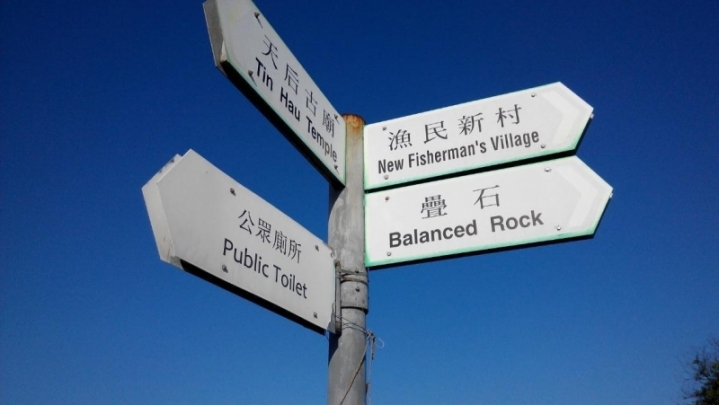 天后古廟
Tin Hau Temple
漁民新村
New Fisherman's Village
疊石
Balanced Rock
公眾廁所
Public Toilet